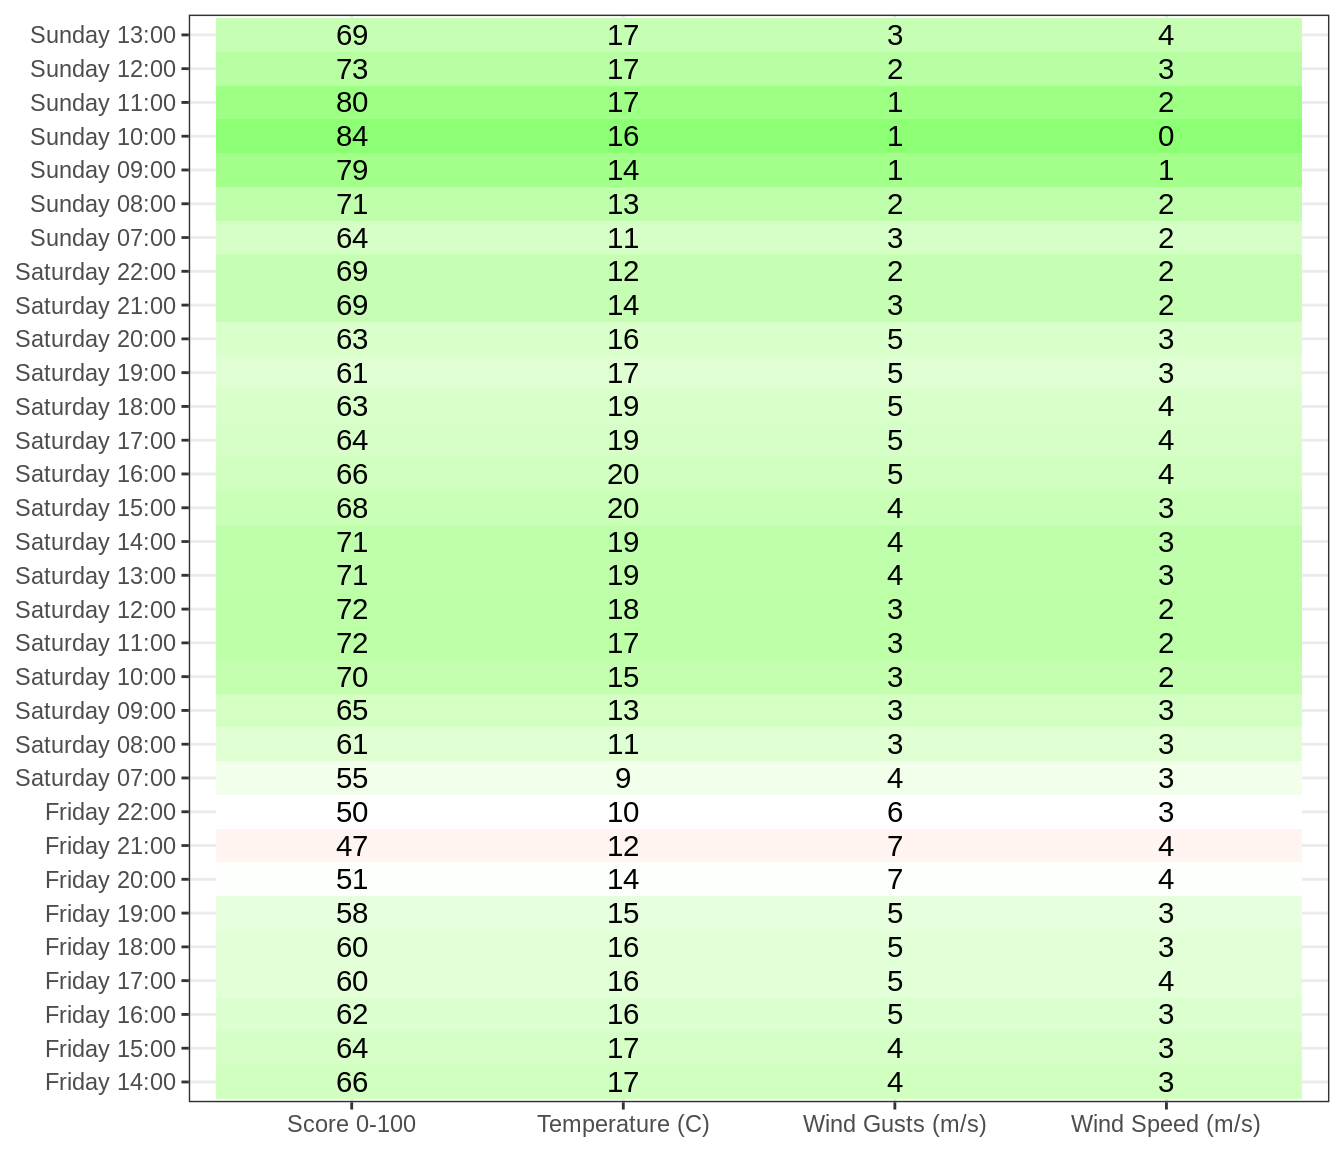 Sunday 13:00 69 17 3 4
Sunday 12:00 73 17 2 3
Sunday 11:00 80 17 1 2
Sunday 10:00 84 16 1 0
Sunday 09:00 79 14 1 1
Sunday 08:00 71 13 2 2
Sunday 07:00 64 11 3 2
Saturday 22:00 69 12 2 2
Saturday 21:00 69 14 3 2
Saturday 20:00 63 16 5 3
Saturday 19:00 61 17 5 3
Saturday 18:00 63 19 5 4
Saturday 17:00 64 19 5 4
Saturday 16:00 66 20 5 4
Saturday 15:00 68 20 4 3
Saturday 14:00 71 19 4 3
Saturday 13:00 71 19 4 3
Saturday 12:00 72 18 3 2
Saturday 11:00 72 17 3 2
Saturday 10:00 70 15 3 2
Saturday 09:00 65 13 3 3
Saturday 08:00 61 11 3 3
Saturday 07:00 55 9 4 3
Friday 22:00 50 10 6 3
Friday 21:00 47 12 7 4
Friday 20:00 51 14 7 4
Friday 19:00 58 15 5 3
Friday 18:00 60 16 5 3
Friday 17:00 60 16 5 4
Friday 16:00 62 16 5 3
Friday 15:00 64 17 4 3
Friday 14:00 66 17 4 3
Score 0-100 Temperature (C) Wind Gusts (m/s) Wind Speed (m/s)